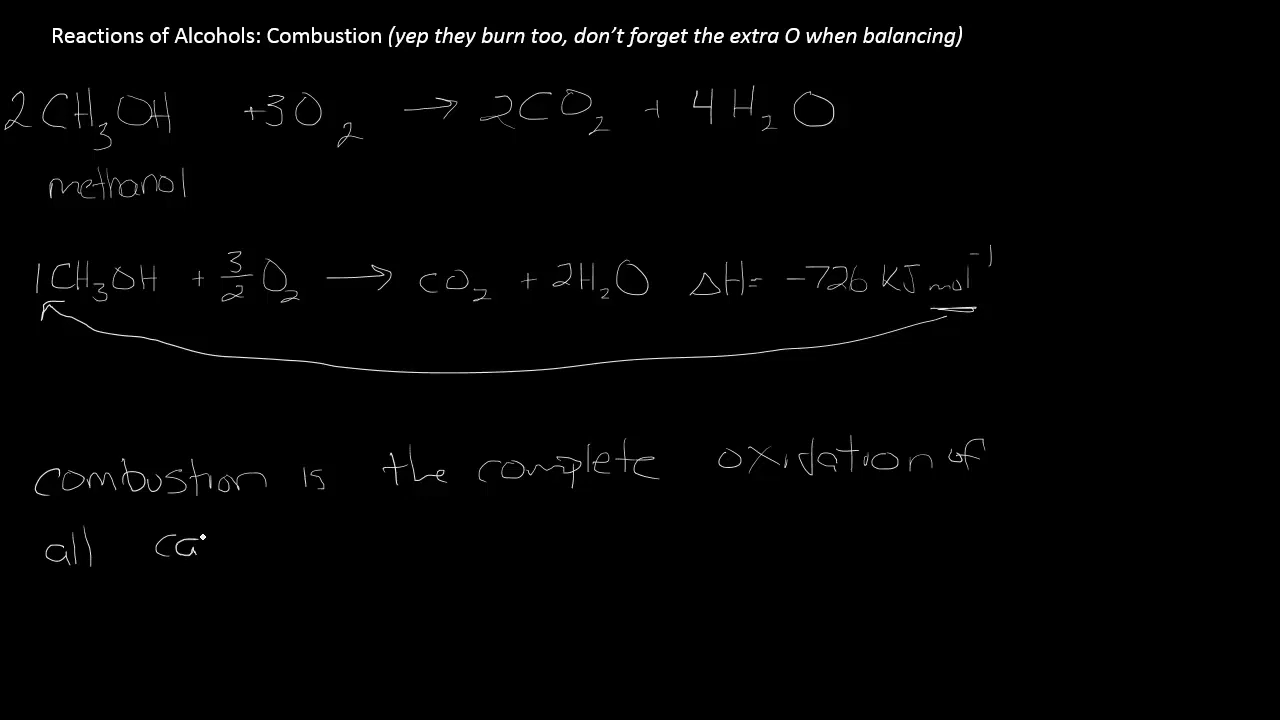 Reactions of Alcohols: Combustion (yep they burn too, don't forget the extra O when balancing)
2CH₃OH +3O₂ → 2CO₂ + 4H₂O
methanol
1CH₃OH + 3/2 O₂ → CO₂ + 2H₂O ΔH= -726 KJ mol⁻¹
combustion is the complete oxidation of
all ca